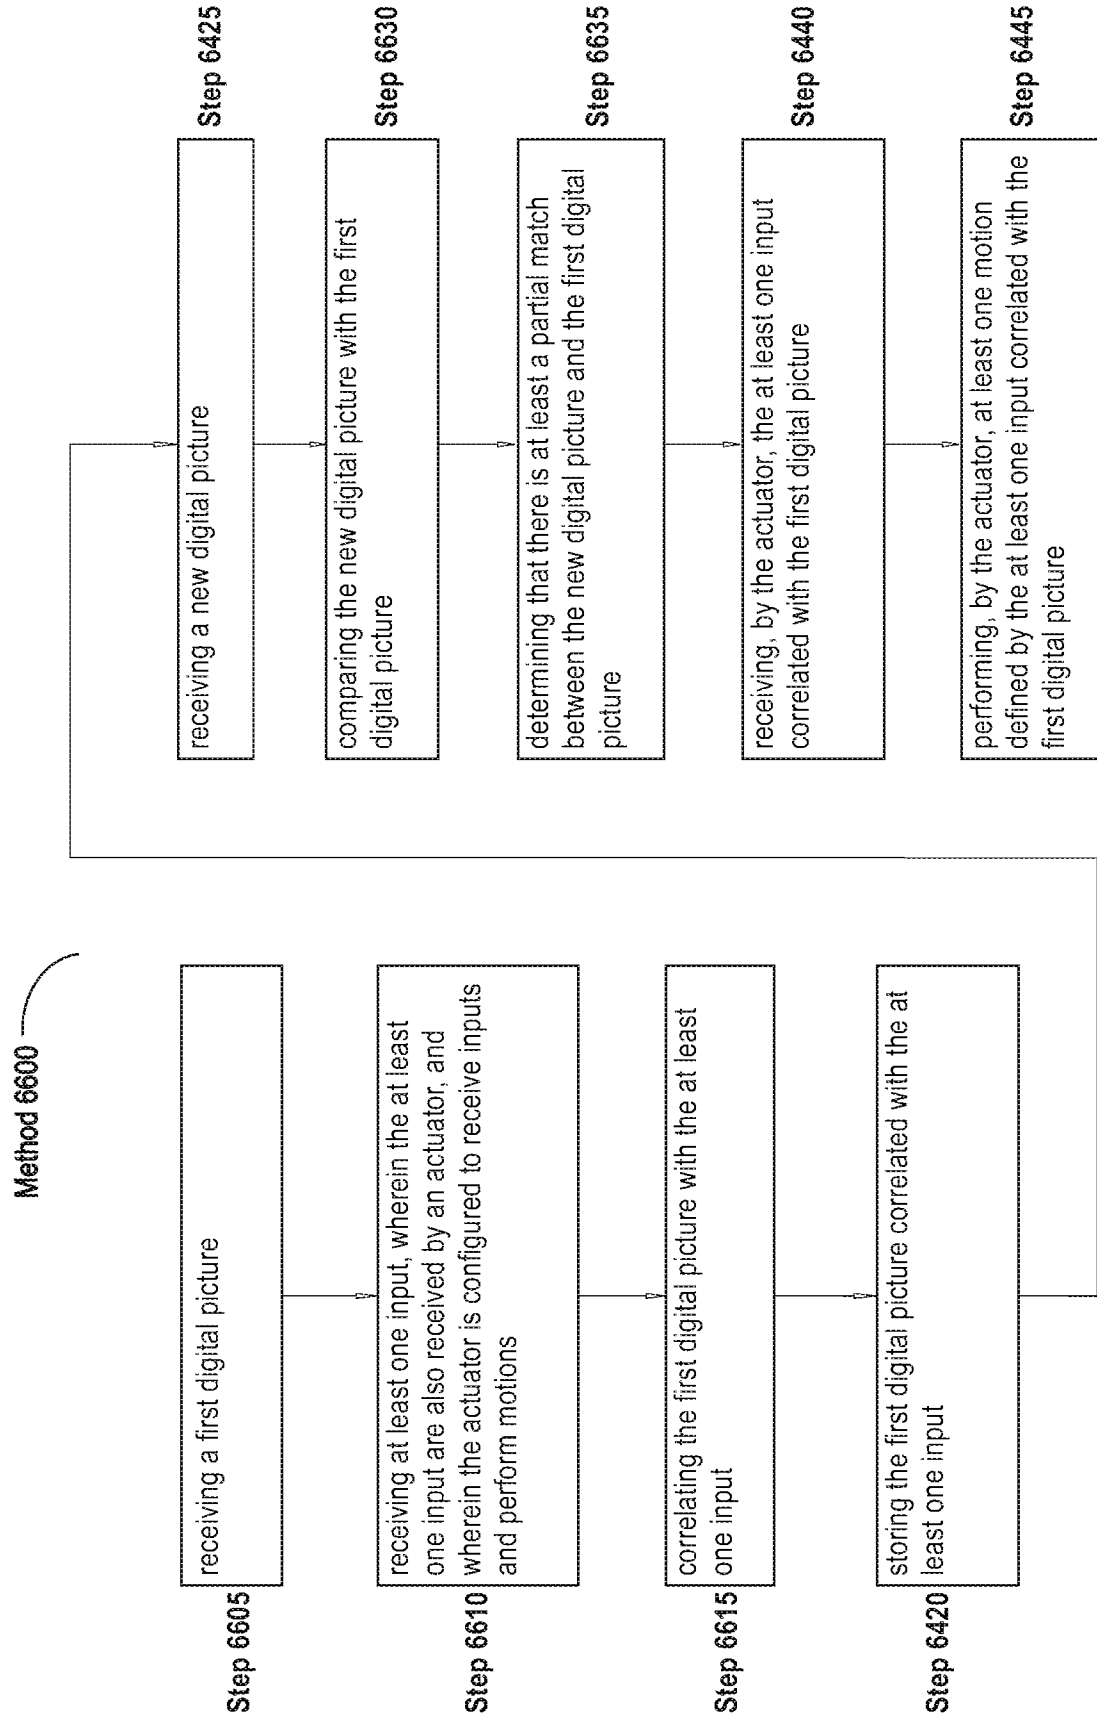 Method 6600
Step 6605
receiving a first digital picture
Step 6610
receiving at least one input, wherein the at least
one input are also received by an actuator, and
wherein the actuator is configured to receive inputs
and perform motions
Step 6615
correlating the first digital picture with the at least
one input
Step 6420
storing the first digital picture correlated with the at
least one input
receiving a new digital picture
Step 6425
comparing the new digital picture with the first
digital picture
Step 6630
determining that there is at least a partial match
between the new digital picture and the first digital
picture
Step 6635
receiving, by the actuator, the at least one input
correlated with the first digital picture
Step 6440
performing, by the actuator, at least one motion
defined by the at least one input correlated with the
first digital picture
Step 6445